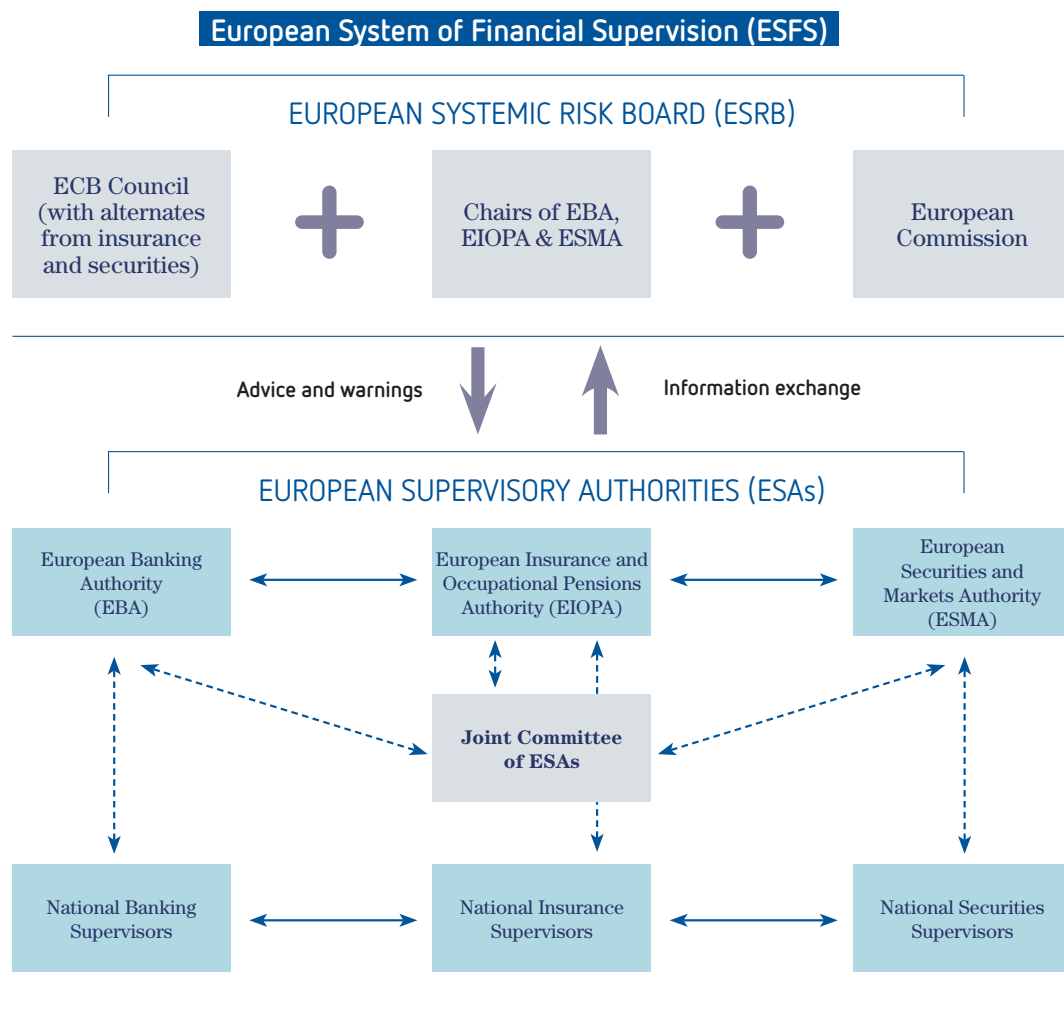 European System of Financial Supervision (ESFS)
EUROPEAN SYSTEMIC RISK BOARD (ESRB)
ECB Council
(with alternates
from insurance
and securities)
Chairs of EBA,
EIOPA & ESMA
European
Commission
Advice and warnings
Information exchange
EUROPEAN SUPERVISORY AUTHORITIES (ESAs)
European Banking
Authority
(EBA)
European Insurance and
Occupational Pensions
Authority (EIOPA)
European
Securities and
Markets Authority
(ESMA)
Joint Committee
of ESAs
National Banking
Supervisors
National Insurance
Supervisors
National Securities
Supervisors